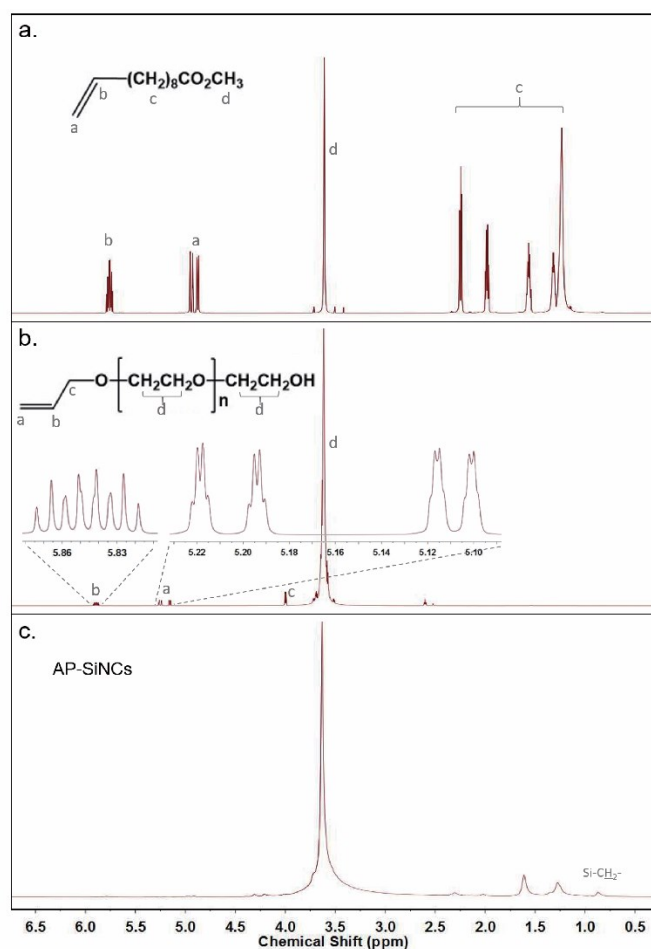 a.
(CH₂)₈CO₂CH₃
b
c
d
a
c
d
b
a
b.
O
CH₂CH₂O
CH₂CH₂OH
n
c
a
b
d
d
d
5.86
5.83
5.22
5.20
5.18
5.16
5.14
5.12
5.10
b
a
c
c.
AP-SiNCs
Si-CH₂-
6.5
6.0
5.5
5.0
4.5
4.0
3.5
3.0
2.5
2.0
1.5
1.0
0.5
Chemical Shift (ppm)